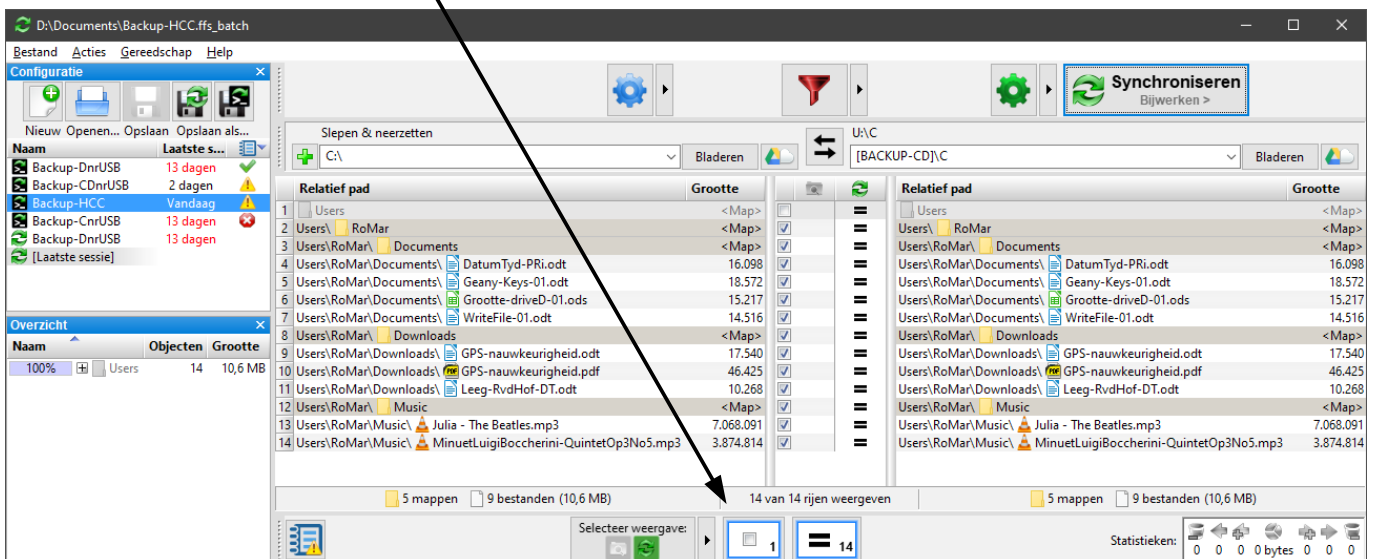 D:\Documents\Backup-HCC.ffs_batch
Bestand Acties Gereedschap Help
Configuratie
Nieuw Openen... Opslaan Opslaan als...
Naam Laatste s...
Backup-DnrUSB 13 dagen
Backup-CDnrUSB 2 dagen
Backup-HCC Vandaag
Backup-CnrUSB 13 dagen
Backup-DnrUSB 13 dagen
[Laatste sessie]
Overzicht
Naam Objecten Grootte
100% Users 14 10,6 MB
Synchroniseren
Bijwerken >
Slepen & neerzetten
C:\ Bladeren
U:\C
[BACKUP-CD]\C Bladeren
Relatief pad Grootte Relatief pad Grootte
1 Users <Map> = Users <Map>
2 Users\ RoMar <Map> = Users\ RoMar <Map>
3 Users\RoMar\ Documents <Map> = Users\RoMar\ Documents <Map>
4 Users\RoMar\Documents\ DatumTyd-PRi.odt 16.098 = Users\RoMar\Documents\ DatumTyd-PRi.odt 16.098
5 Users\RoMar\Documents\ Geany-Keys-01.odt 18.572 = Users\RoMar\Documents\ Geany-Keys-01.odt 18.572
6 Users\RoMar\Documents\ Grootte-driveD-01.ods 15.217 = Users\RoMar\Documents\ Grootte-driveD-01.ods 15.217
7 Users\RoMar\Documents\ WriteFile-01.odt 14.516 = Users\RoMar\Documents\ WriteFile-01.odt 14.516
8 Users\RoMar\ Downloads <Map> = Users\RoMar\ Downloads <Map>
9 Users\RoMar\Downloads\ GPS-nauwkeurigheid.odt 17.540 = Users\RoMar\Downloads\ GPS-nauwkeurigheid.odt 17.540
10 Users\RoMar\Downloads\ PDF GPS-nauwkeurigheid.pdf 46.425 = Users\RoMar\Downloads\ PDF GPS-nauwkeurigheid.pdf 46.425
11 Users\RoMar\Downloads\ Leeg-RvdHof-DT.odt 10.268 = Users\RoMar\Downloads\ Leeg-RvdHof-DT.odt 10.268
12 Users\RoMar\ Music <Map> = Users\RoMar\ Music <Map>
13 Users\RoMar\Music\ Julia - The Beatles.mp3 7.068.091 = Users\RoMar\Music\ Julia - The Beatles.mp3 7.068.091
14 Users\RoMar\Music\ MinuetLuigiBoccherini-QuintetOp3No5.mp3 3.874.814 = Users\RoMar\Music\ MinuetLuigiBoccherini-QuintetOp3No5.mp3 3.874.814
5 mappen 9 bestanden (10,6 MB) 14 van 14 rijen weergeven 5 mappen 9 bestanden (10,6 MB)
Selecteer weergave: 1 = 14 Statistieken: 0 0 0 0 bytes 0 0 0